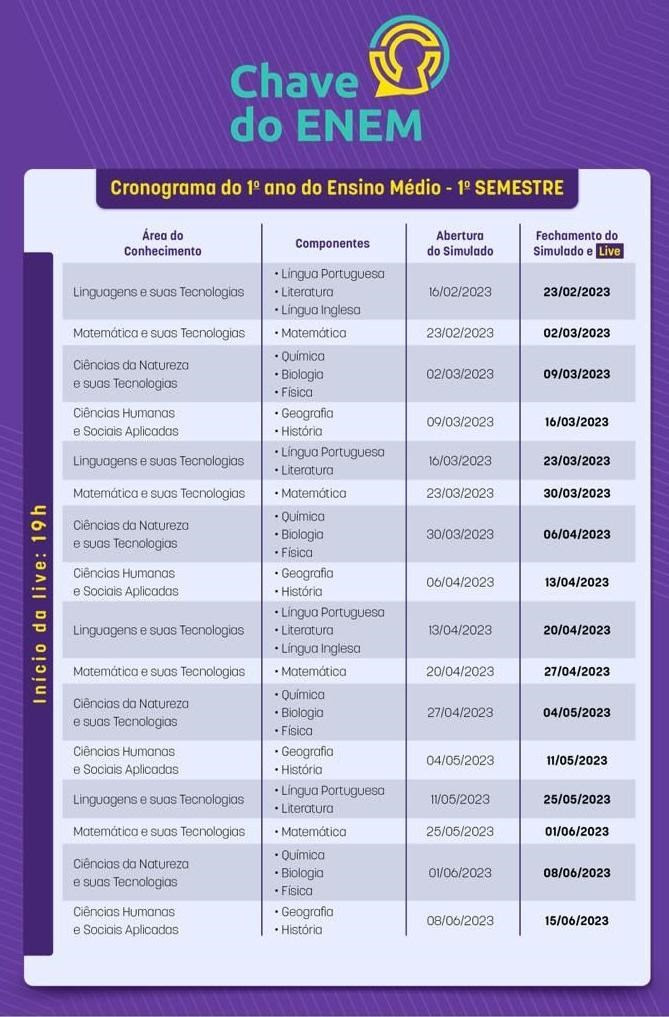 Chave
do ENEM
Cronograma do 1º ano do Ensino Médio - 1º SEMESTRE
Área do
Conhecimento
Componentes
Abertura
do Simulado
Fechamento do
Simulado e Live
Início da live: 19h
Linguagens e suas Tecnologias
• Língua Portuguesa
• Literatura
• Língua Inglesa
16/02/2023
23/02/2023
Matemática e suas Tecnologias
• Matemática
23/02/2023
02/03/2023
Ciências da Natureza
e suas Tecnologias
• Química
• Biologia
• Física
02/03/2023
09/03/2023
Ciências Humanas
e Sociais Aplicadas
• Geografia
• História
09/03/2023
16/03/2023
Linguagens e suas Tecnologias
• Língua Portuguesa
• Literatura
16/03/2023
23/03/2023
Matemática e suas Tecnologias
• Matemática
23/03/2023
30/03/2023
Ciências da Natureza
e suas Tecnologias
• Química
• Biologia
• Física
30/03/2023
06/04/2023
Ciências Humanas
e Sociais Aplicadas
• Geografia
• História
06/04/2023
13/04/2023
Linguagens e suas Tecnologias
• Língua Portuguesa
• Literatura
• Língua Inglesa
13/04/2023
20/04/2023
Matemática e suas Tecnologias
• Matemática
20/04/2023
27/04/2023
Ciências da Natureza
e suas Tecnologias
• Química
• Biologia
• Física
27/04/2023
04/05/2023
Ciências Humanas
e Sociais Aplicadas
• Geografia
• História
04/05/2023
11/05/2023
Linguagens e suas Tecnologias
• Língua Portuguesa
• Literatura
11/05/2023
25/05/2023
Matemática e suas Tecnologias
• Matemática
25/05/2023
01/06/2023
Ciências da Natureza
e suas Tecnologias
• Química
• Biologia
• Física
01/06/2023
08/06/2023
Ciências Humanas
e Sociais Aplicadas
• Geografia
• História
08/06/2023
15/06/2023